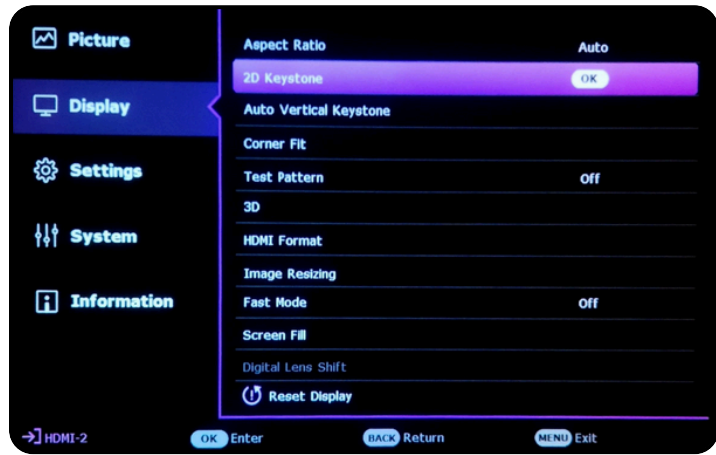 Picture
Display
Settings
System
Information
Aspect Ratio Auto
2D Keystone OK
Auto Vertical Keystone
Corner Fit
Test Pattern Off
3D
HDMI Format
Image Resizing
Fast Mode Off
Screen Fill
Digital Lens Shift
Reset Display
HDMI-2 OK Enter BACK Return MENU Exit